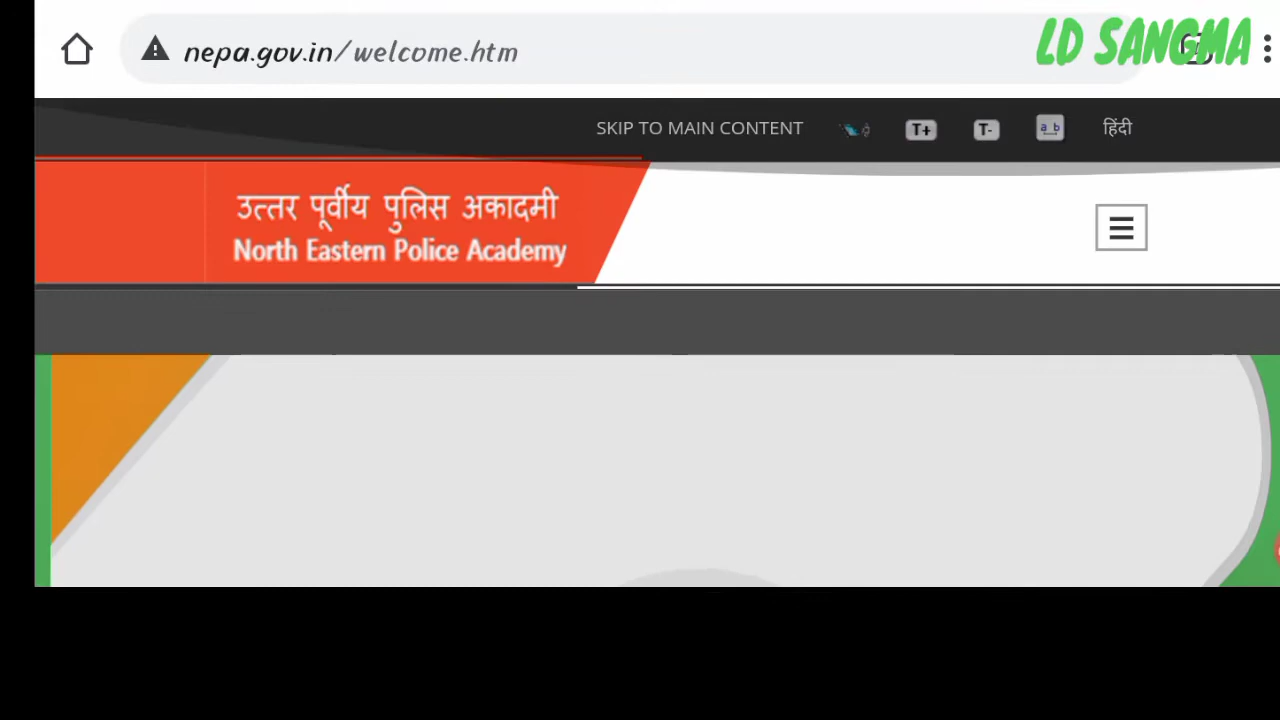 nepa.gov.in/welcome.htm
LD SANGMA
SKIP TO MAIN CONTENT T+ T- a b हिंदी
उत्तर पूर्वीय पुलिस अकादमी
North Eastern Police Academy